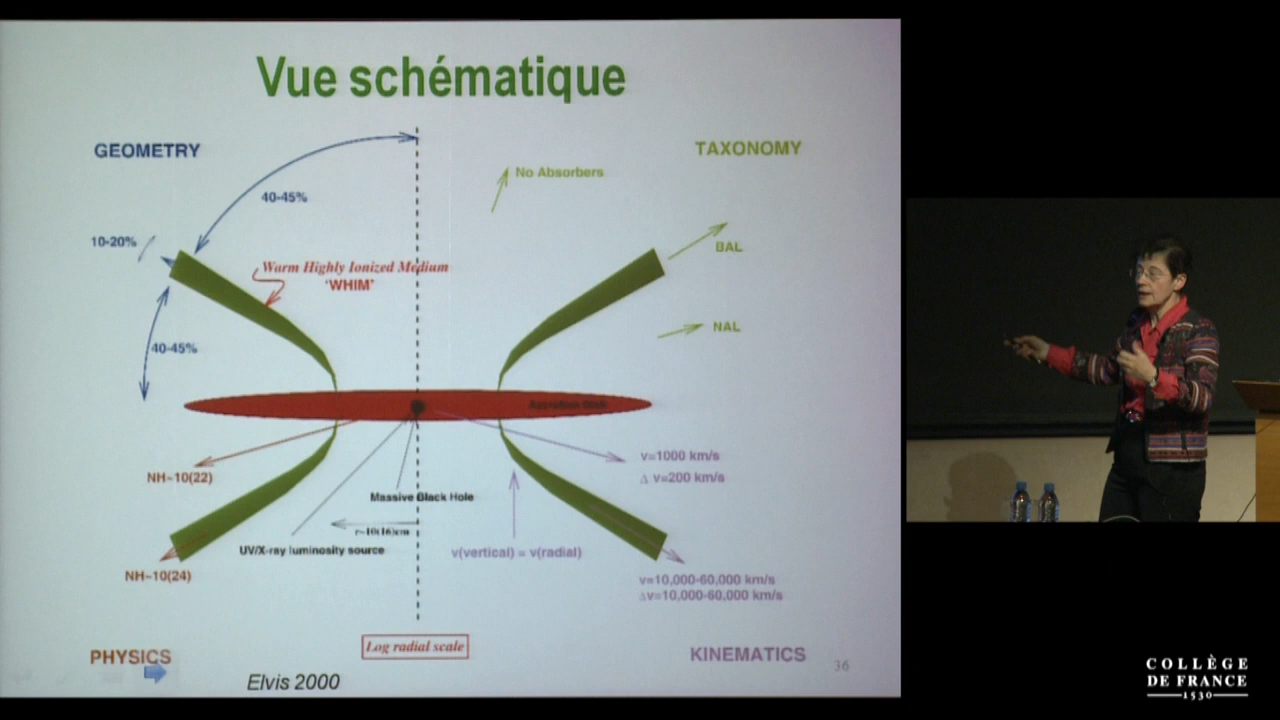 Vue schématique
GEOMETRY
TAXONOMY
40-45%
No Absorbers
10-20%
BAL
Warm Highly Ionized Medium
'WHIM'
NAL
40-45%
Accretion Disk
v=1000 km/s
NH~10(22)
Δ v=200 km/s
Massive Black Hole
r~10(16)cm
UV/X-ray luminosity source
v(vertical) = v(radial)
NH~10(24)
v=10,000-60,000 km/s
Δv=10,000-60,000 km/s
Log radial scale
PHYSICS
KINEMATICS
36
Elvis 2000
COLLÈGE
DE FRANCE
1530